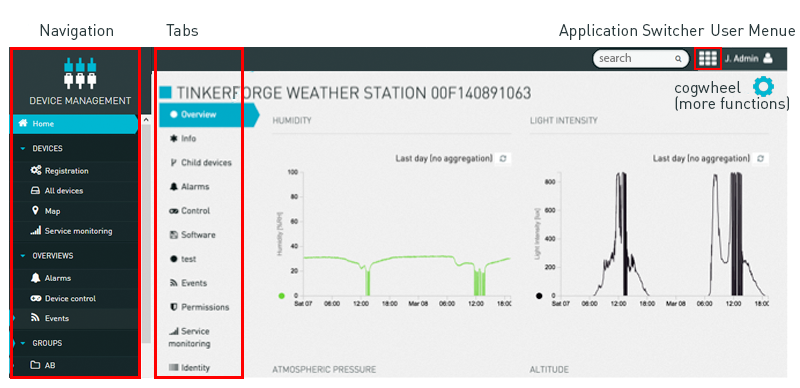 Navigation
Tabs
Application Switcher User Menue
search
J. Admin
DEVICE MANAGEMENT
TINKERFORGE WEATHER STATION 00F140891063
cogwheel
(more functions)
Home
DEVICES
Registration
All devices
Map
Service monitoring
OVERVIEWS
Alarms
Device control
Events
GROUPS
AB
Overview
Info
Child devices
Alarms
Control
Software
test
Events
Permissions
Service
monitoring
Identity
HUMIDITY
Last day (no aggregation)
Humidity [%RH]
100
80
60
40
20
0
Sat 07 06:00 12:00 18:00 Mar 08 06:00 12:00 18:00
LIGHT INTENSITY
Last day (no aggregation)
Light intensity [lux]
800
600
400
200
0
Sat 07 06:00 12:00 18:00 Mar 08 06:00 12:00 18:00
ATMOSPHERIC PRESSURE
ALTITUDE